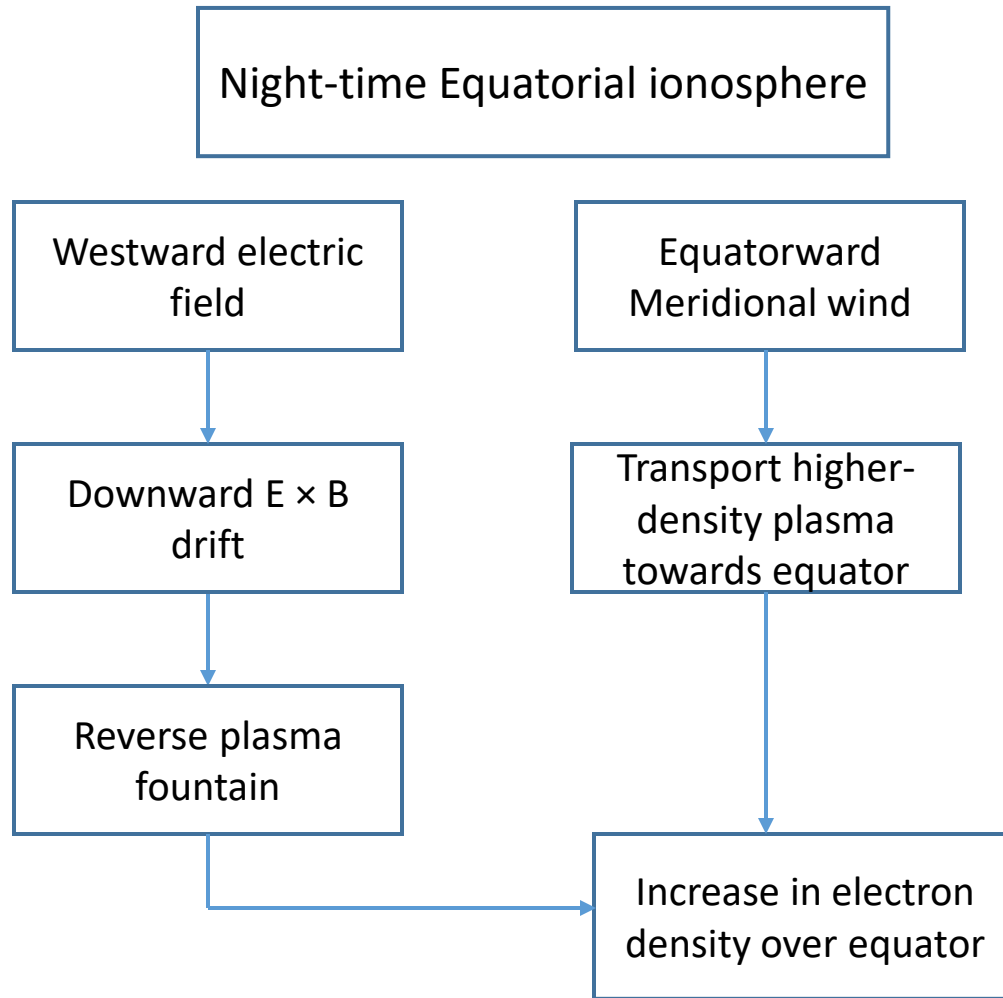 Night-time Equatorial ionosphere
Westward electric
field
Equatorward
Meridional wind
Downward E × B
drift
Transport higher-
density plasma
towards equator
Reverse plasma
fountain
Increase in electron
density over equator